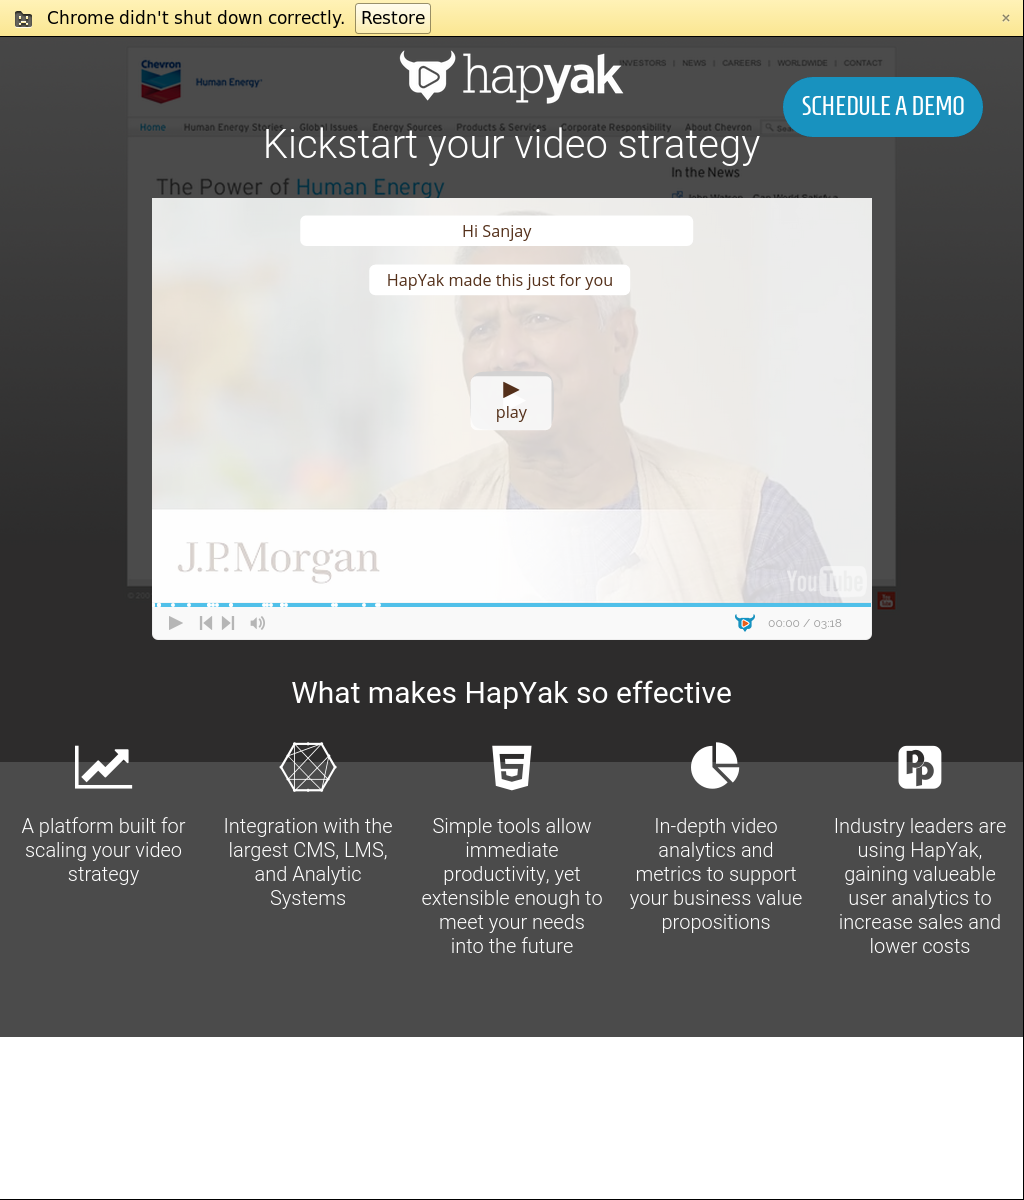 Chrome didn't shut down correctly. Restore
×
Chevron
Human Energy
INVESTORS | NEWS | CAREERS | WORLDWIDE | CONTACT
hapyak
SCHEDULE A DEMO
Home Human Energy Stories Global Issues Energy Sources Products & Services Corporate Responsibility About Chevron
Kickstart your video strategy
In the News
The Power of Human Energy
Hi Sanjay
HapYak made this just for you
play
J.P.Morgan
YouTube
00:00 / 03:18
What makes HapYak so effective
A platform built for
scaling your video
strategy
Integration with the
largest CMS, LMS,
and Analytic
Systems
Simple tools allow
immediate
productivity, yet
extensible enough to
meet your needs
into the future
In-depth video
analytics and
metrics to support
your business value
propositions
Industry leaders are
using HapYak,
gaining valueable
user analytics to
increase sales and
lower costs